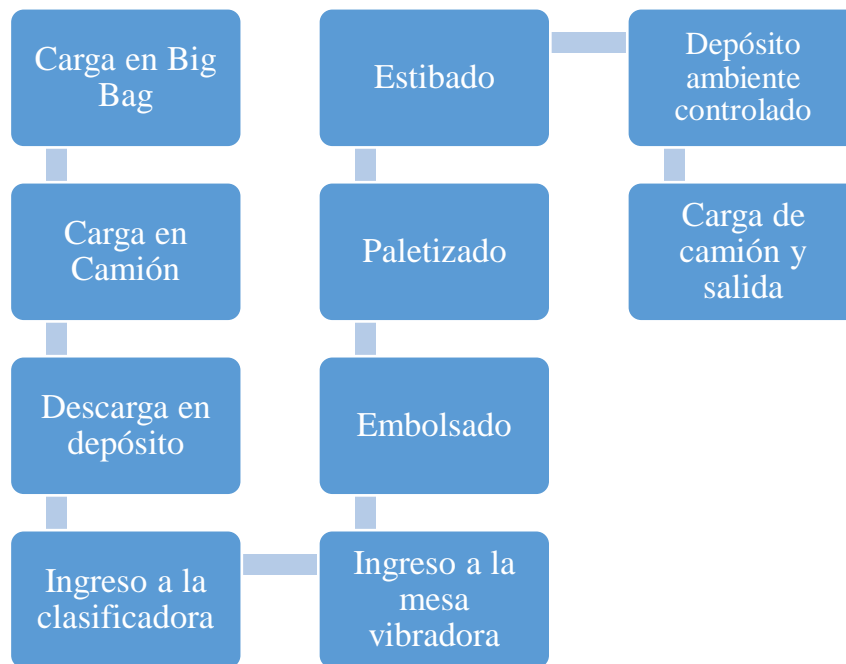 Carga en Big
Bag
Carga en
Camión
Descarga en
depósito
Ingreso a la
clasificadora
Ingreso a la
mesa
vibradora
Embolsado
Paletizado
Estibado
Depósito
ambiente
controlado
Carga de
camión y
salida